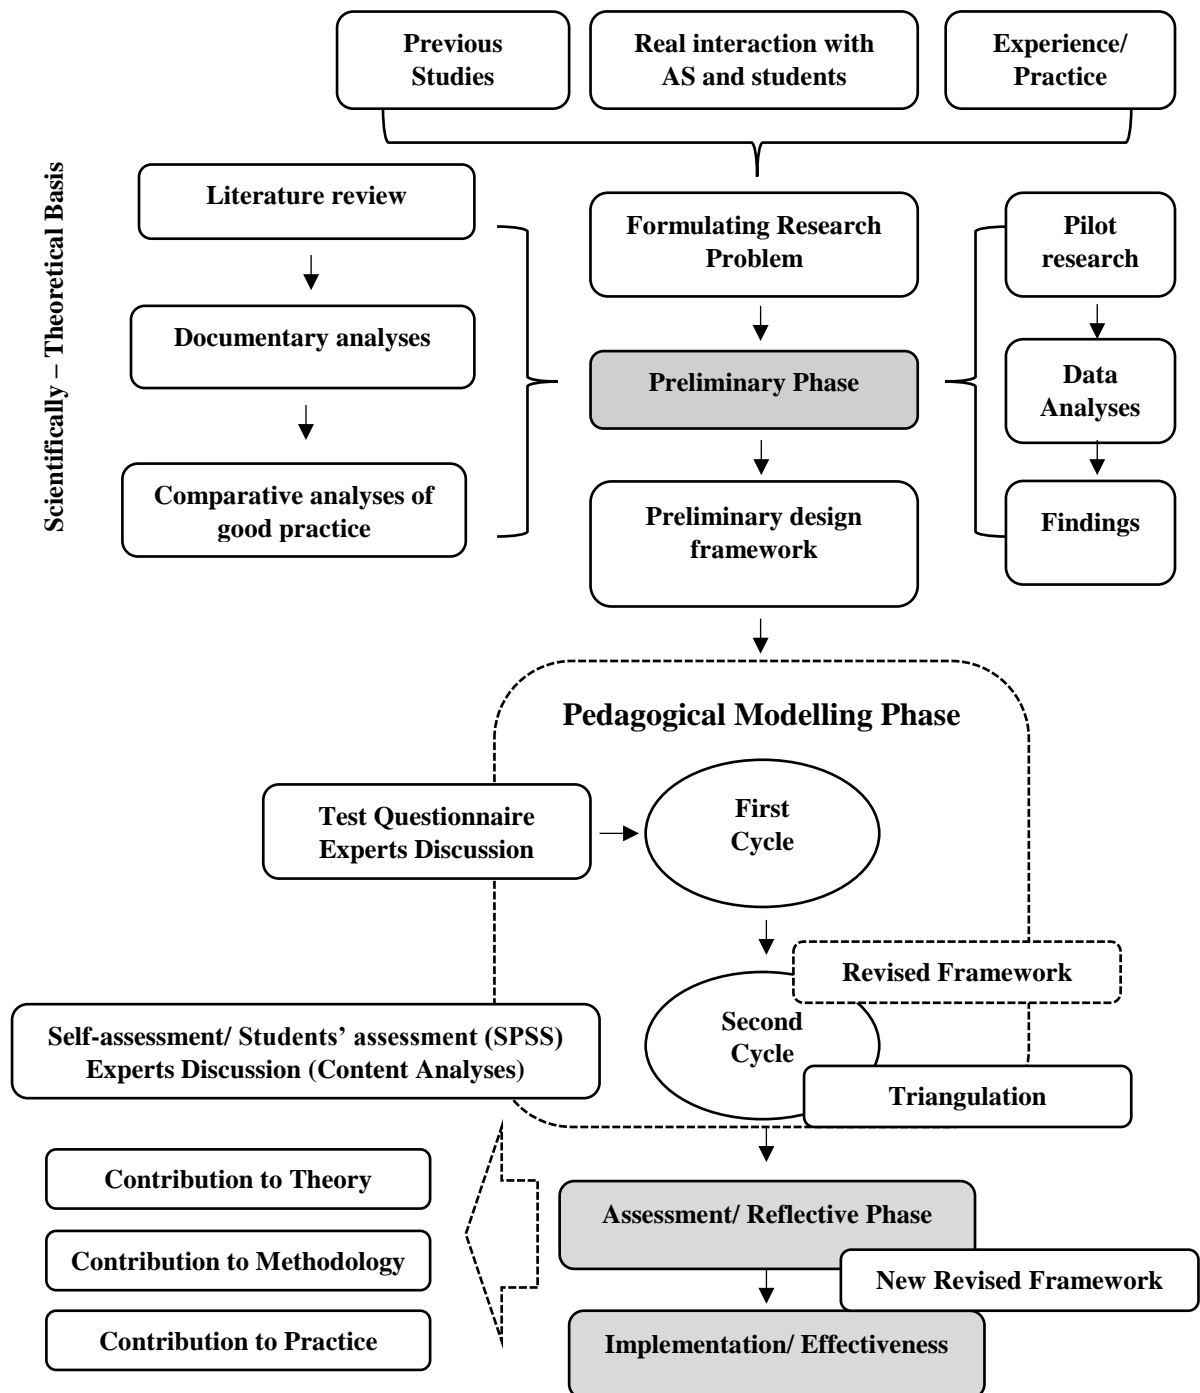 Previous
Studies
Real interaction with
AS and students
Experience/
Practice
Scientifically – Theoretical Basis
Literature review
Documentary analyses
Comparative analyses of
good practice
Formulating Research
Problem
Preliminary Phase
Preliminary design
framework
Pilot
research
Data
Analyses
Findings
Pedagogical Modelling Phase
Test Questionnaire
Experts Discussion
First
Cycle
Revised Framework
Second
Cycle
Self-assessment/ Students’ assessment (SPSS)
Experts Discussion (Content Analyses)
Triangulation
Contribution to Theory
Contribution to Methodology
Contribution to Practice
Assessment/ Reflective Phase
New Revised Framework
Implementation/ Effectiveness